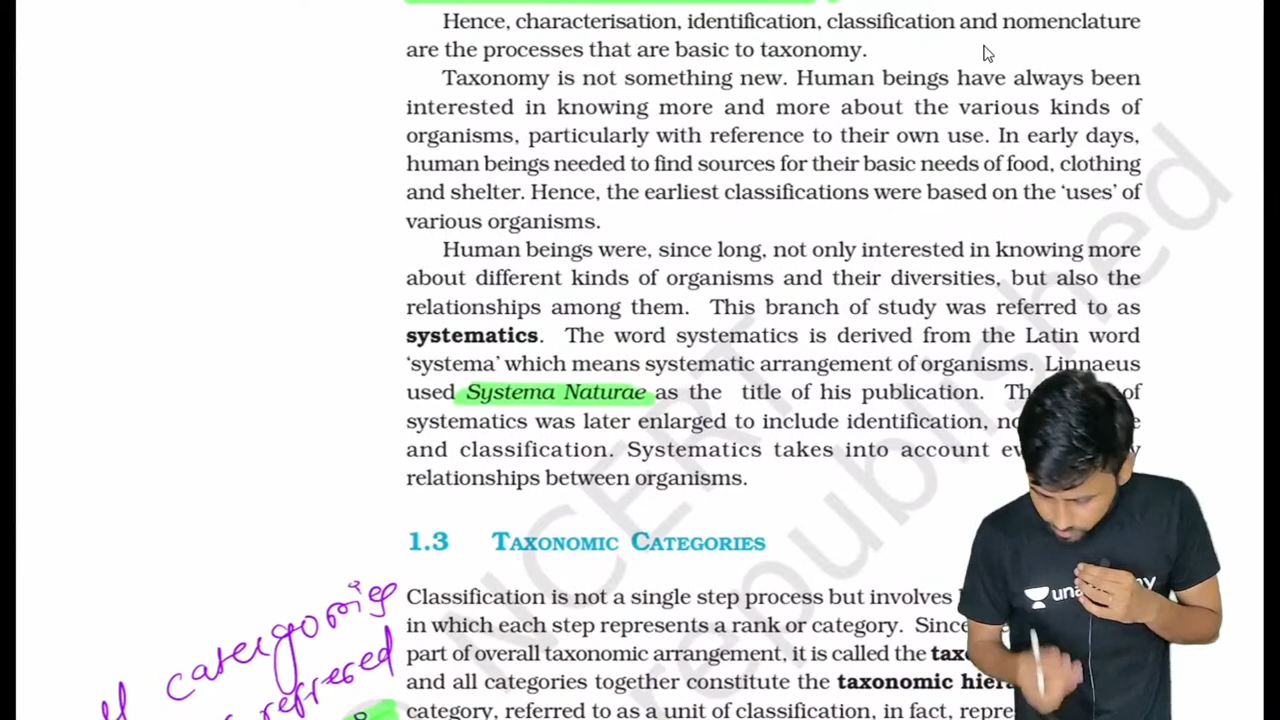 Hence, characterisation, identification, classification and nomenclature
are the processes that are basic to taxonomy.
Taxonomy is not something new. Human beings have always been
interested in knowing more and more about the various kinds of
organisms, particularly with reference to their own use. In early days,
human beings needed to find sources for their basic needs of food, clothing
and shelter. Hence, the earliest classifications were based on the ‘uses’ of
various organisms.
Human beings were, since long, not only interested in knowing more
about different kinds of organisms and their diversities, but also the
relationships among them. This branch of study was referred to as
systematics. The word systematics is derived from the Latin word
‘systema’ which means systematic arrangement of organisms. Linnaeus
used Systema Naturae as the title of his publication. of
systematics was later enlarged to include identification,
and classification. Systematics takes into account
relationships between organisms.
1.3 TAXONOMIC CATEGORIES
Classification is not a single step process but involves
in which each step represents a rank or category. Since
part of overall taxonomic arrangement, it is called the
and all categories together constitute the taxonomic
category, referred to as a unit of classification, in fact,
catergories
refresed
NCERT
republished